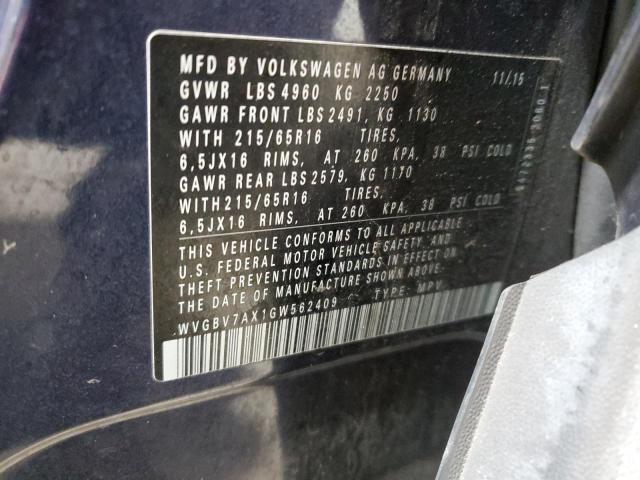 MFD BY VOLKSWAGEN AG GERMANY 11/15
GVWR LBS 4960 KG 2250
GAWR FRONT LBS 2491, KG 1130
WITH 215/65R16 TIRES,
6,5JX16 RIMS, AT 260 KPA, 38 PSI COLD
GAWR REAR LBS 2579, KG 1170
WITH 215/65R16 TIRES,
6,5JX16 RIMS, AT 260 KPA, 38 PSI COLD
THIS VEHICLE CONFORMS TO ALL APPLICABLE
U.S. FEDERAL MOTOR VEHICLE SAFETY, AND
THEFT PREVENTION STANDARDS IN EFFECT ON
THE DATE OF MANUFACTURE SHOWN ABOVE.
WVGBV7AX1GW562409 TYPE: MPV